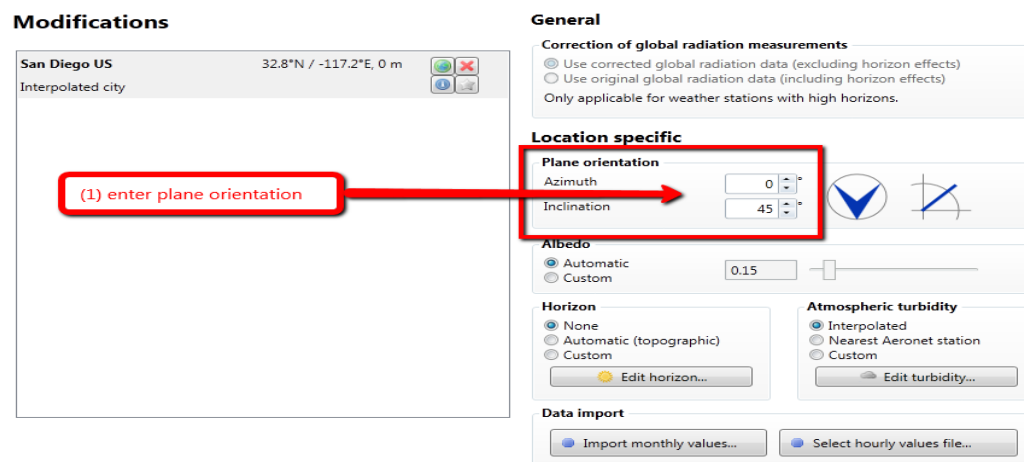 Modifications
San Diego US 32.8°N / -117.2°E, 0 m
Interpolated city
(1) enter plane orientation
General
Correction of global radiation measurements
Use corrected global radiation data (excluding horizon effects)
Use original global radiation data (including horizon effects)
Only applicable for weather stations with high horizons.
Location specific
Plane orientation
Azimuth 0 °
Inclination 45 °
Albedo
Automatic
0.15
Custom
Horizon
None
Automatic (topographic)
Custom
Edit horizon...
Atmospheric turbidity
Interpolated
Nearest Aeronet station
Custom
Edit turbidity...
Data import
Import monthly values...
Select hourly values file...